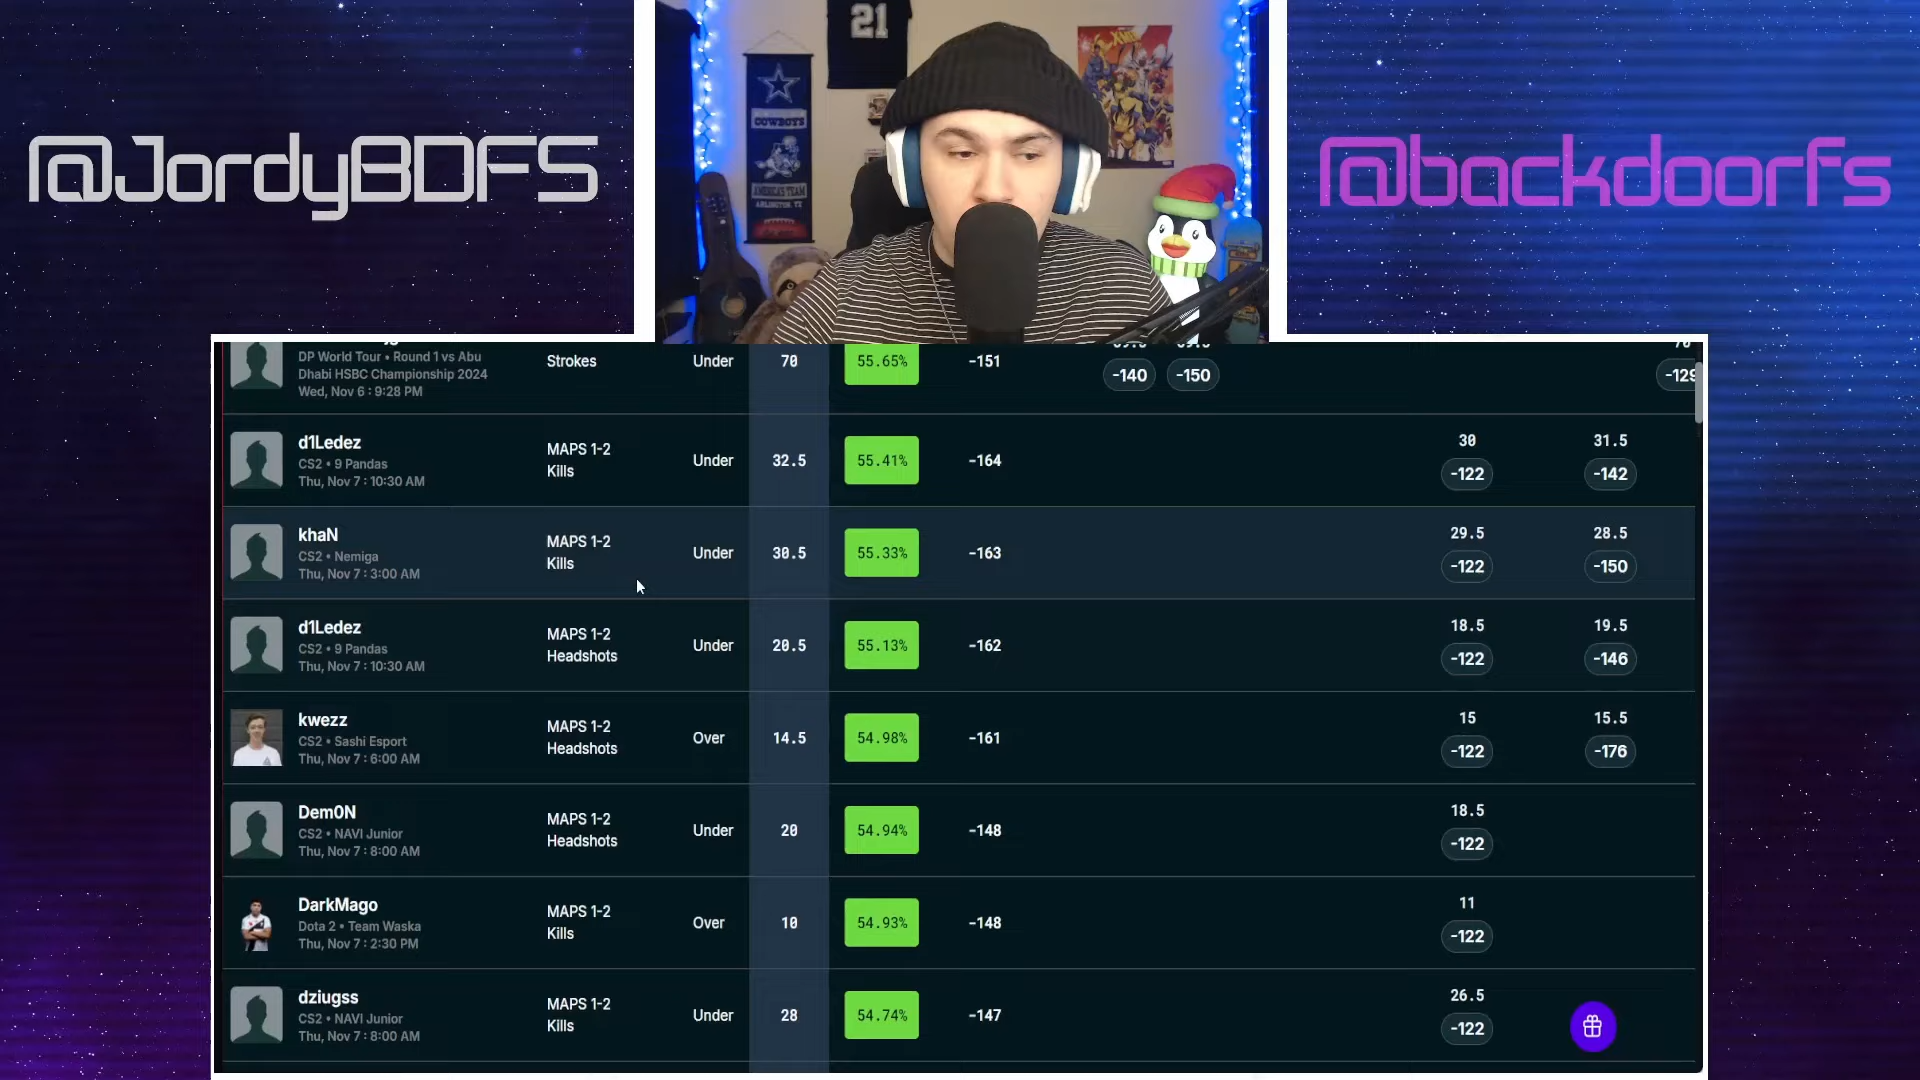 @JordyBDFS
21
X-MEN
COWBOYS
AMERICA'S TEAM
ARLINGTON, TX
@backdoorfs
DP World Tour • Round 1 vs Abu
Dhabi HSBC Championship 2024
Wed, Nov 6 : 9:28 PM
Strokes
Under
70
55.65%
-151
-140
-150
70
-129
d1Ledez
CS2 • 9 Pandas
Thu, Nov 7 : 10:30 AM
MAPS 1-2
Kills
Under
32.5
55.41%
-164
30
-122
31.5
-142
khaN
CS2 • Nemiga
Thu, Nov 7 : 3:00 AM
MAPS 1-2
Kills
Under
30.5
55.33%
-163
29.5
-122
28.5
-150
d1Ledez
CS2 • 9 Pandas
Thu, Nov 7 : 10:30 AM
MAPS 1-2
Headshots
Under
20.5
55.13%
-162
18.5
-122
19.5
-146
kwezz
CS2 • Sashi Esport
Thu, Nov 7 : 6:00 AM
MAPS 1-2
Headshots
Over
14.5
54.98%
-161
15
-122
15.5
-176
Dem0N
CS2 • NAVI Junior
Thu, Nov 7 : 8:00 AM
MAPS 1-2
Headshots
Under
20
54.94%
-148
18.5
-122
DarkMago
Dota 2 • Team Waska
Thu, Nov 7 : 2:30 PM
MAPS 1-2
Kills
Over
10
54.93%
-148
11
-122
dziugss
CS2 • NAVI Junior
Thu, Nov 7 : 8:00 AM
MAPS 1-2
Kills
Under
28
54.74%
-147
26.5
-122